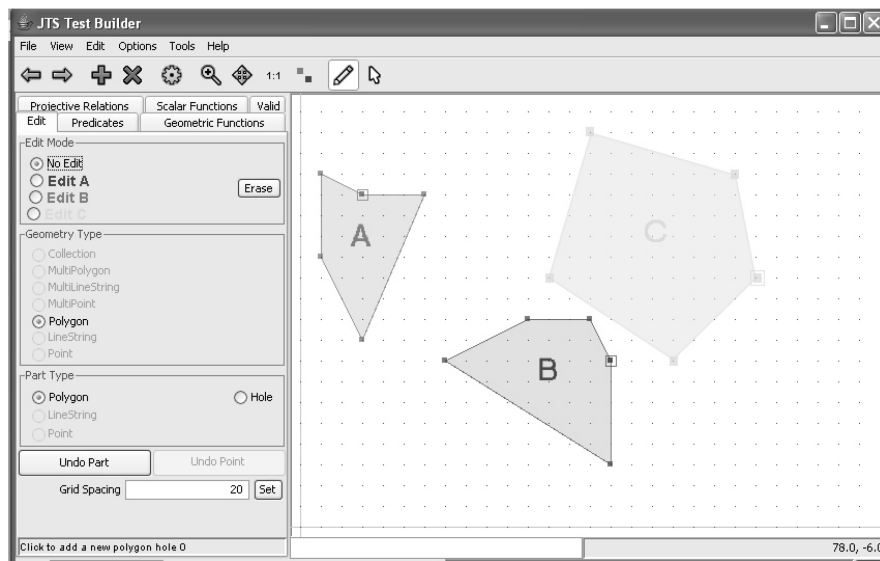 JTS Test Builder
File View Edit Options Tools Help
1:1
Projective Relations Scalar Functions Valid
Edit Predicates Geometric Functions
Edit Mode
No Edit
Edit A
Edit B
Edit C
Erase
Geometry Type
Collection
MultiPolygon
MultiLineString
MultiPoint
Polygon
LineString
Point
Part Type
Polygon Hole
LineString
Point
Undo Part Undo Point
Grid Spacing 20 Set
Click to add a new polygon hole 0
A
B
C
78.0, -6.0